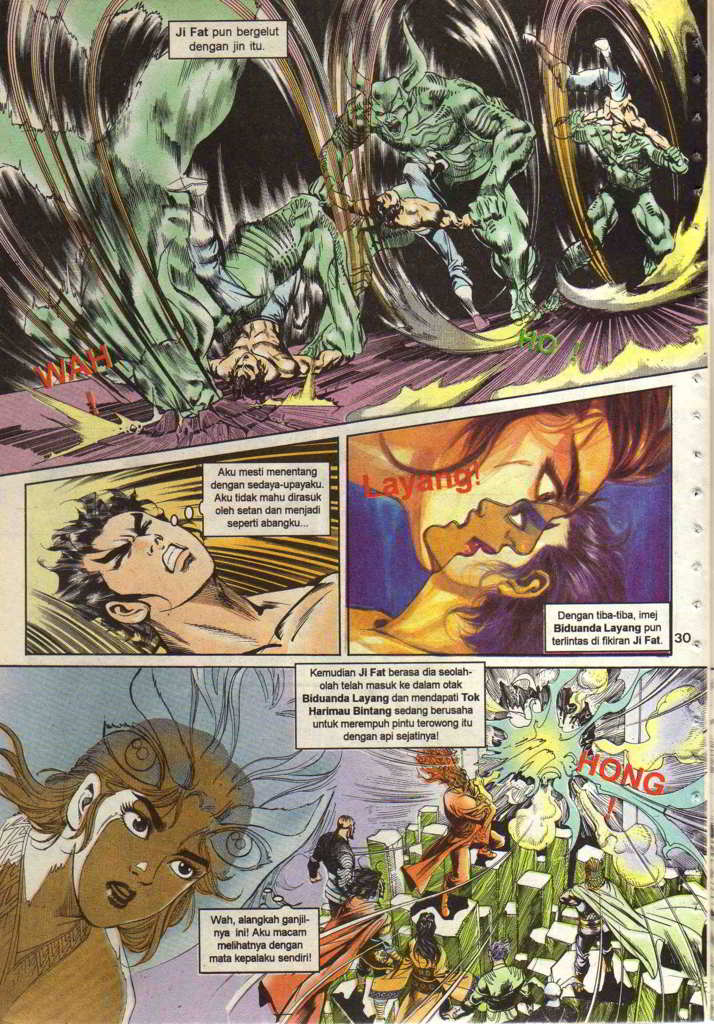 Ji Fat pun bergelut
dengan jin itu.
WAH
!
HO !
Aku mesti menentang
dengan sedaya-upayaku.
Aku tidak mahu dirasuk
oleh setan dan menjadi
seperti abangku...
Layang!
Dengan tiba-tiba, imej
Biduanda Layang pun
terlintas di fikiran Ji Fat.
30
Kemudian Ji Fat berasa dia seolah-
olah telah masuk ke dalam otak
Biduanda Layang dan mendapati Tok
Harimau Bintang sedang berusaha
untuk merempuh pintu terowong itu
dengan api sejatinya!
HONG
!
Wah, alangkah ganjil-
nya ini! Aku macam
melihatnya dengan
mata kepalaku sendiri!